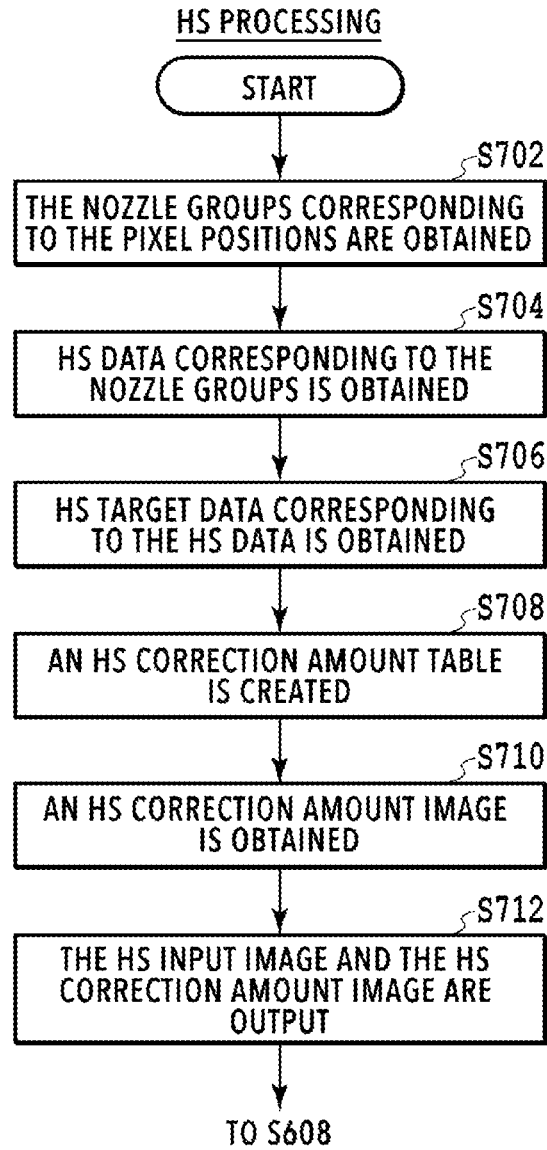 HS PROCESSING
START
S702
THE NOZZLE GROUPS CORRESPONDING
TO THE PIXEL POSITIONS ARE OBTAINED
S704
HS DATA CORRESPONDING TO THE
NOZZLE GROUPS IS OBTAINED
S706
HS TARGET DATA CORRESPONDING
TO THE HS DATA IS OBTAINED
S708
AN HS CORRECTION AMOUNT TABLE
IS CREATED
S710
AN HS CORRECTION AMOUNT IMAGE
IS OBTAINED
S712
THE HS INPUT IMAGE AND THE HS
CORRECTION AMOUNT IMAGE ARE
OUTPUT
TO S608